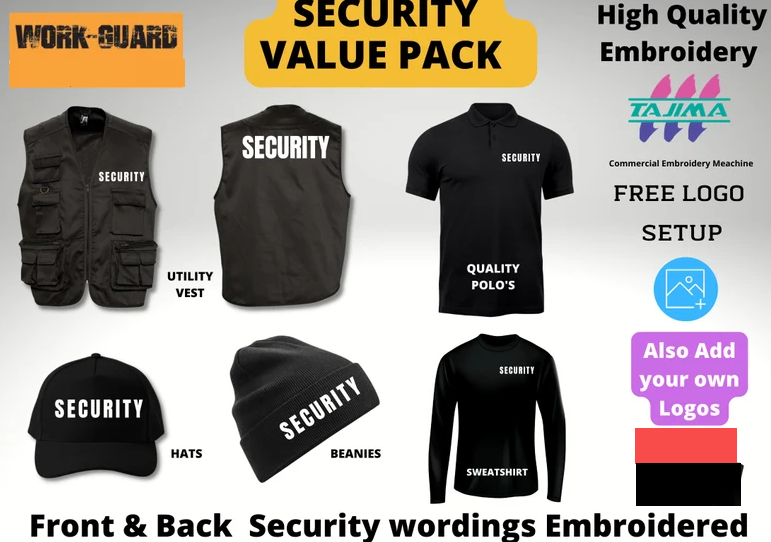 WORK-GUARD
SECURITY
VALUE PACK
High Quality
Embroidery
TAJIMA
Commercial Embroidery Meachine
FREE LOGO
SETUP
SECURITY
SECURITY
SECURITY
UTILITY
VEST
QUALITY
POLO'S
Also Add
your own
Logos
SECURITY
HATS
SECURITY
BEANIES
SECURITY
SWEATSHIRT
Front & Back Security wordings Embroidered